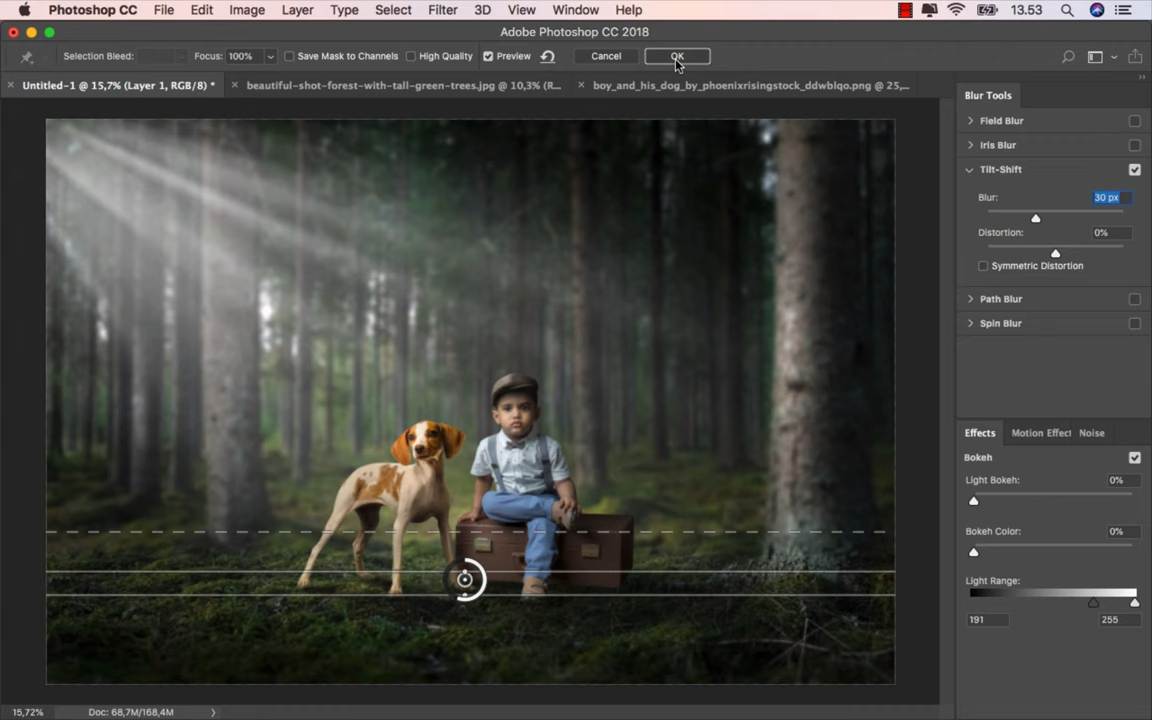 Photoshop CC File Edit Image Layer Type Select Filter 3D View Window Help 13.53
Adobe Photoshop CC 2018
Selection Bleed: Focus: 100% Save Mask to Channels High Quality Preview Cancel OK
Untitled-1 @ 15,7% (Layer 1, RGB/8) * beautiful-shot-forest-with-tall-green-trees.jpg @ 10,3% (R... boy_and_his_dog_by_phoenixrisingstock_ddwblqo.png @ 25,...
Blur Tools
Field Blur
Iris Blur
Tilt-Shift
Blur: 30 px
Distortion: 0%
Symmetric Distortion
Path Blur
Spin Blur
Effects Motion Effect Noise
Bokeh
Light Bokeh: 0%
Bokeh Color: 0%
Light Range:
191 255
15,72% Doc: 68,7M/168,4M